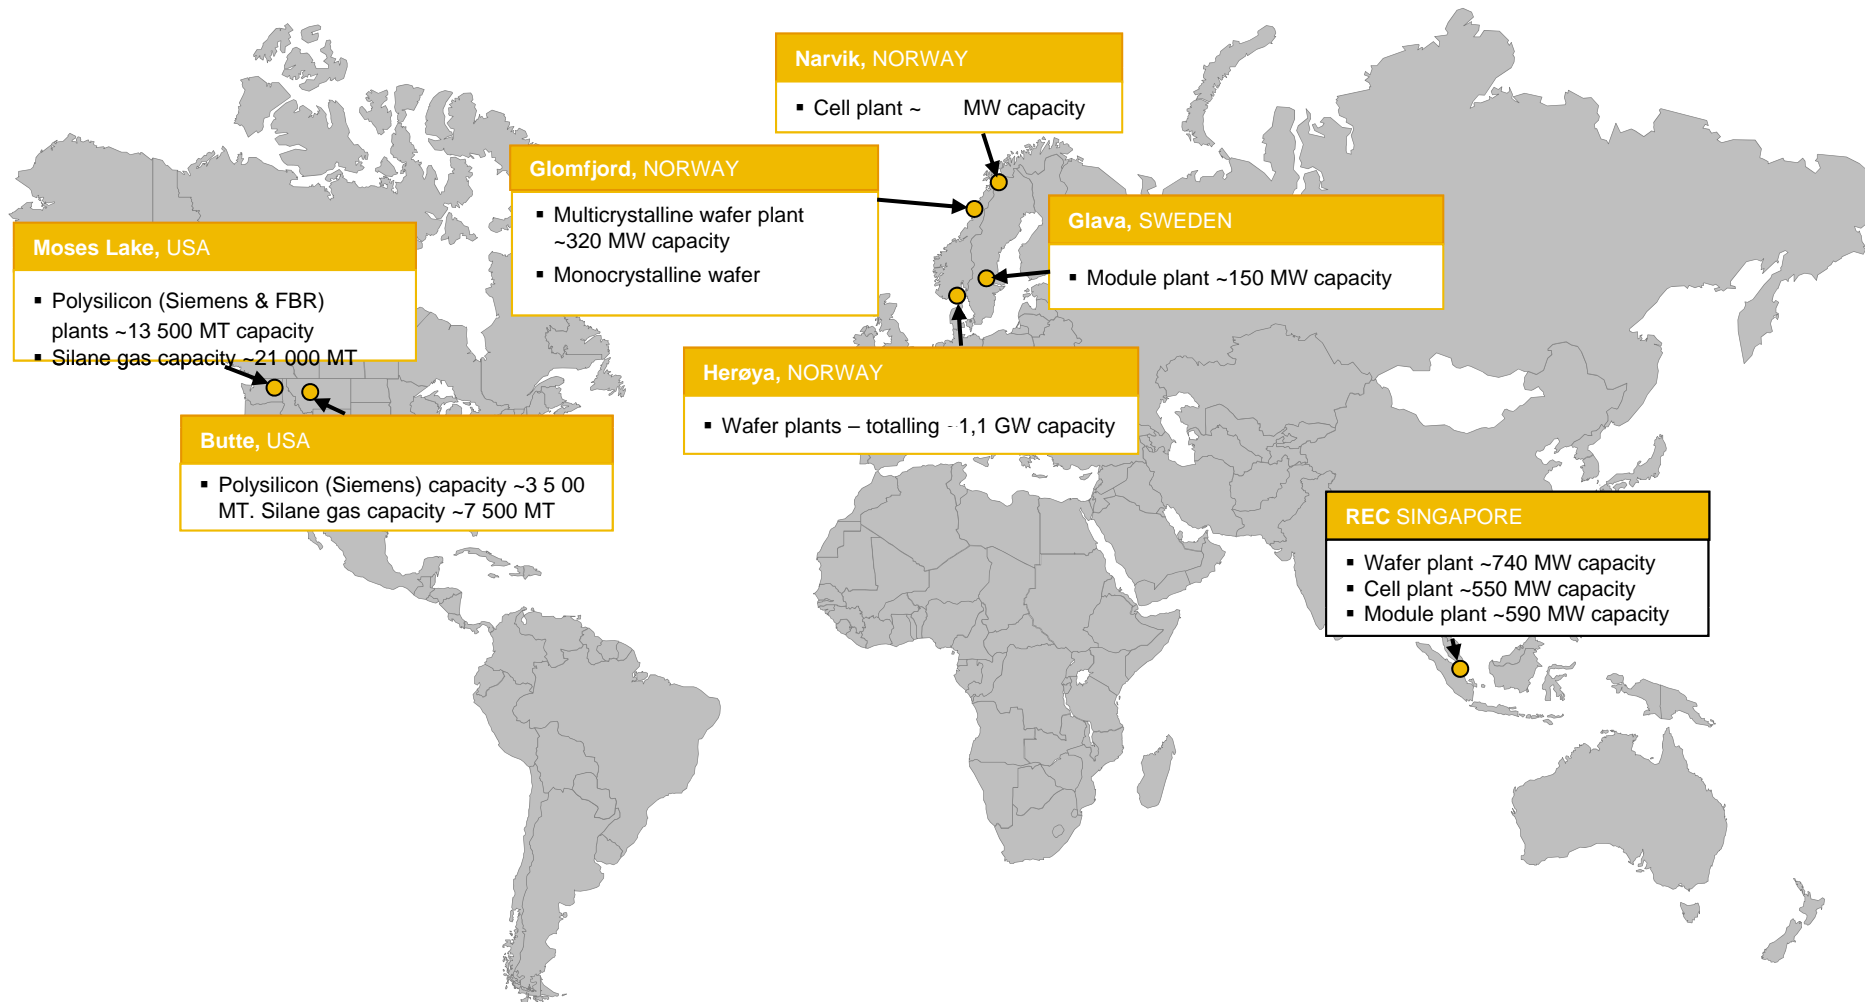 Narvik, NORWAY
▪ Cell plant ~ MW capacity
Glomfjord, NORWAY
▪ Multicrystalline wafer plant
~320 MW capacity
▪ Monocrystalline wafer
Glava, SWEDEN
▪ Module plant ~150 MW capacity
Moses Lake, USA
▪ Polysilicon (Siemens & FBR)
plants ~13 500 MT capacity
▪ Silane gas capacity ~21 000 MT
Herøya, NORWAY
▪ Wafer plants – totalling ~1,1 GW capacity
Butte, USA
▪ Polysilicon (Siemens) capacity ~3 5 00
MT. Silane gas capacity ~7 500 MT
REC SINGAPORE
▪ Wafer plant ~740 MW capacity
▪ Cell plant ~550 MW capacity
▪ Module plant ~590 MW capacity